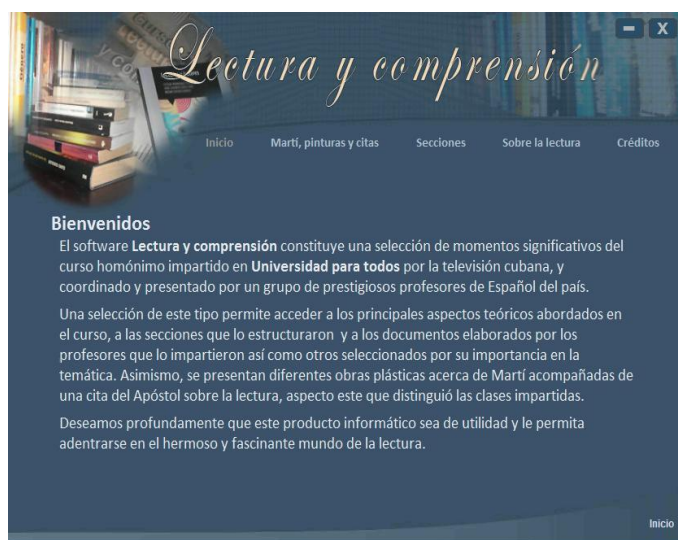 Lectura y comprensión
X
Inicio
Martí, pinturas y citas
Secciones
Sobre la lectura
Créditos
Bienvenidos
El software Lectura y comprensión constituye una selección de momentos significativos del
curso homónimo impartido en Universidad para todos por la televisión cubana, y
coordinado y presentado por un grupo de prestigiosos profesores de Español del país.
Una selección de este tipo permite acceder a los principales aspectos teóricos abordados en
el curso, a las secciones que lo estructuraron y a los documentos elaborados por los
profesores que lo impartieron así como otros seleccionados por su importancia en la
temática. Asimismo, se presentan diferentes obras plásticas acerca de Martí acompañadas de
una cita del Apóstol sobre la lectura, aspecto este que distinguió las clases impartidas.
Deseamos profundamente que este producto informático sea de utilidad y le permita
adentrarse en el hermoso y fascinante mundo de la lectura.
Inicio